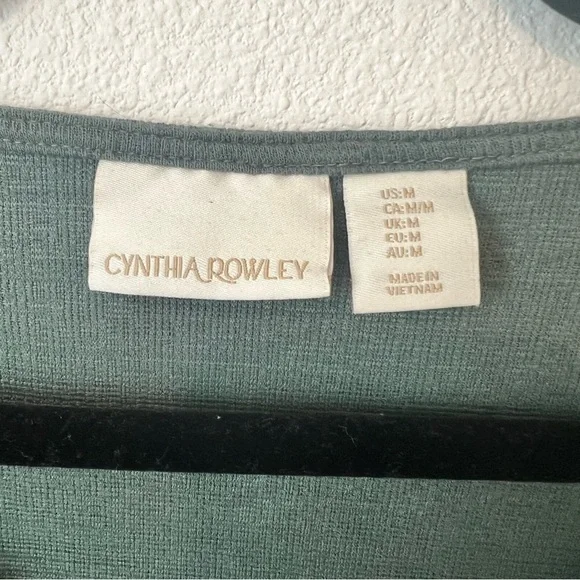 CYNTHIA ROWLEY
US:M
CA:M/M
UK:M
EU:M
AU:M
MADE IN
VIETNAM